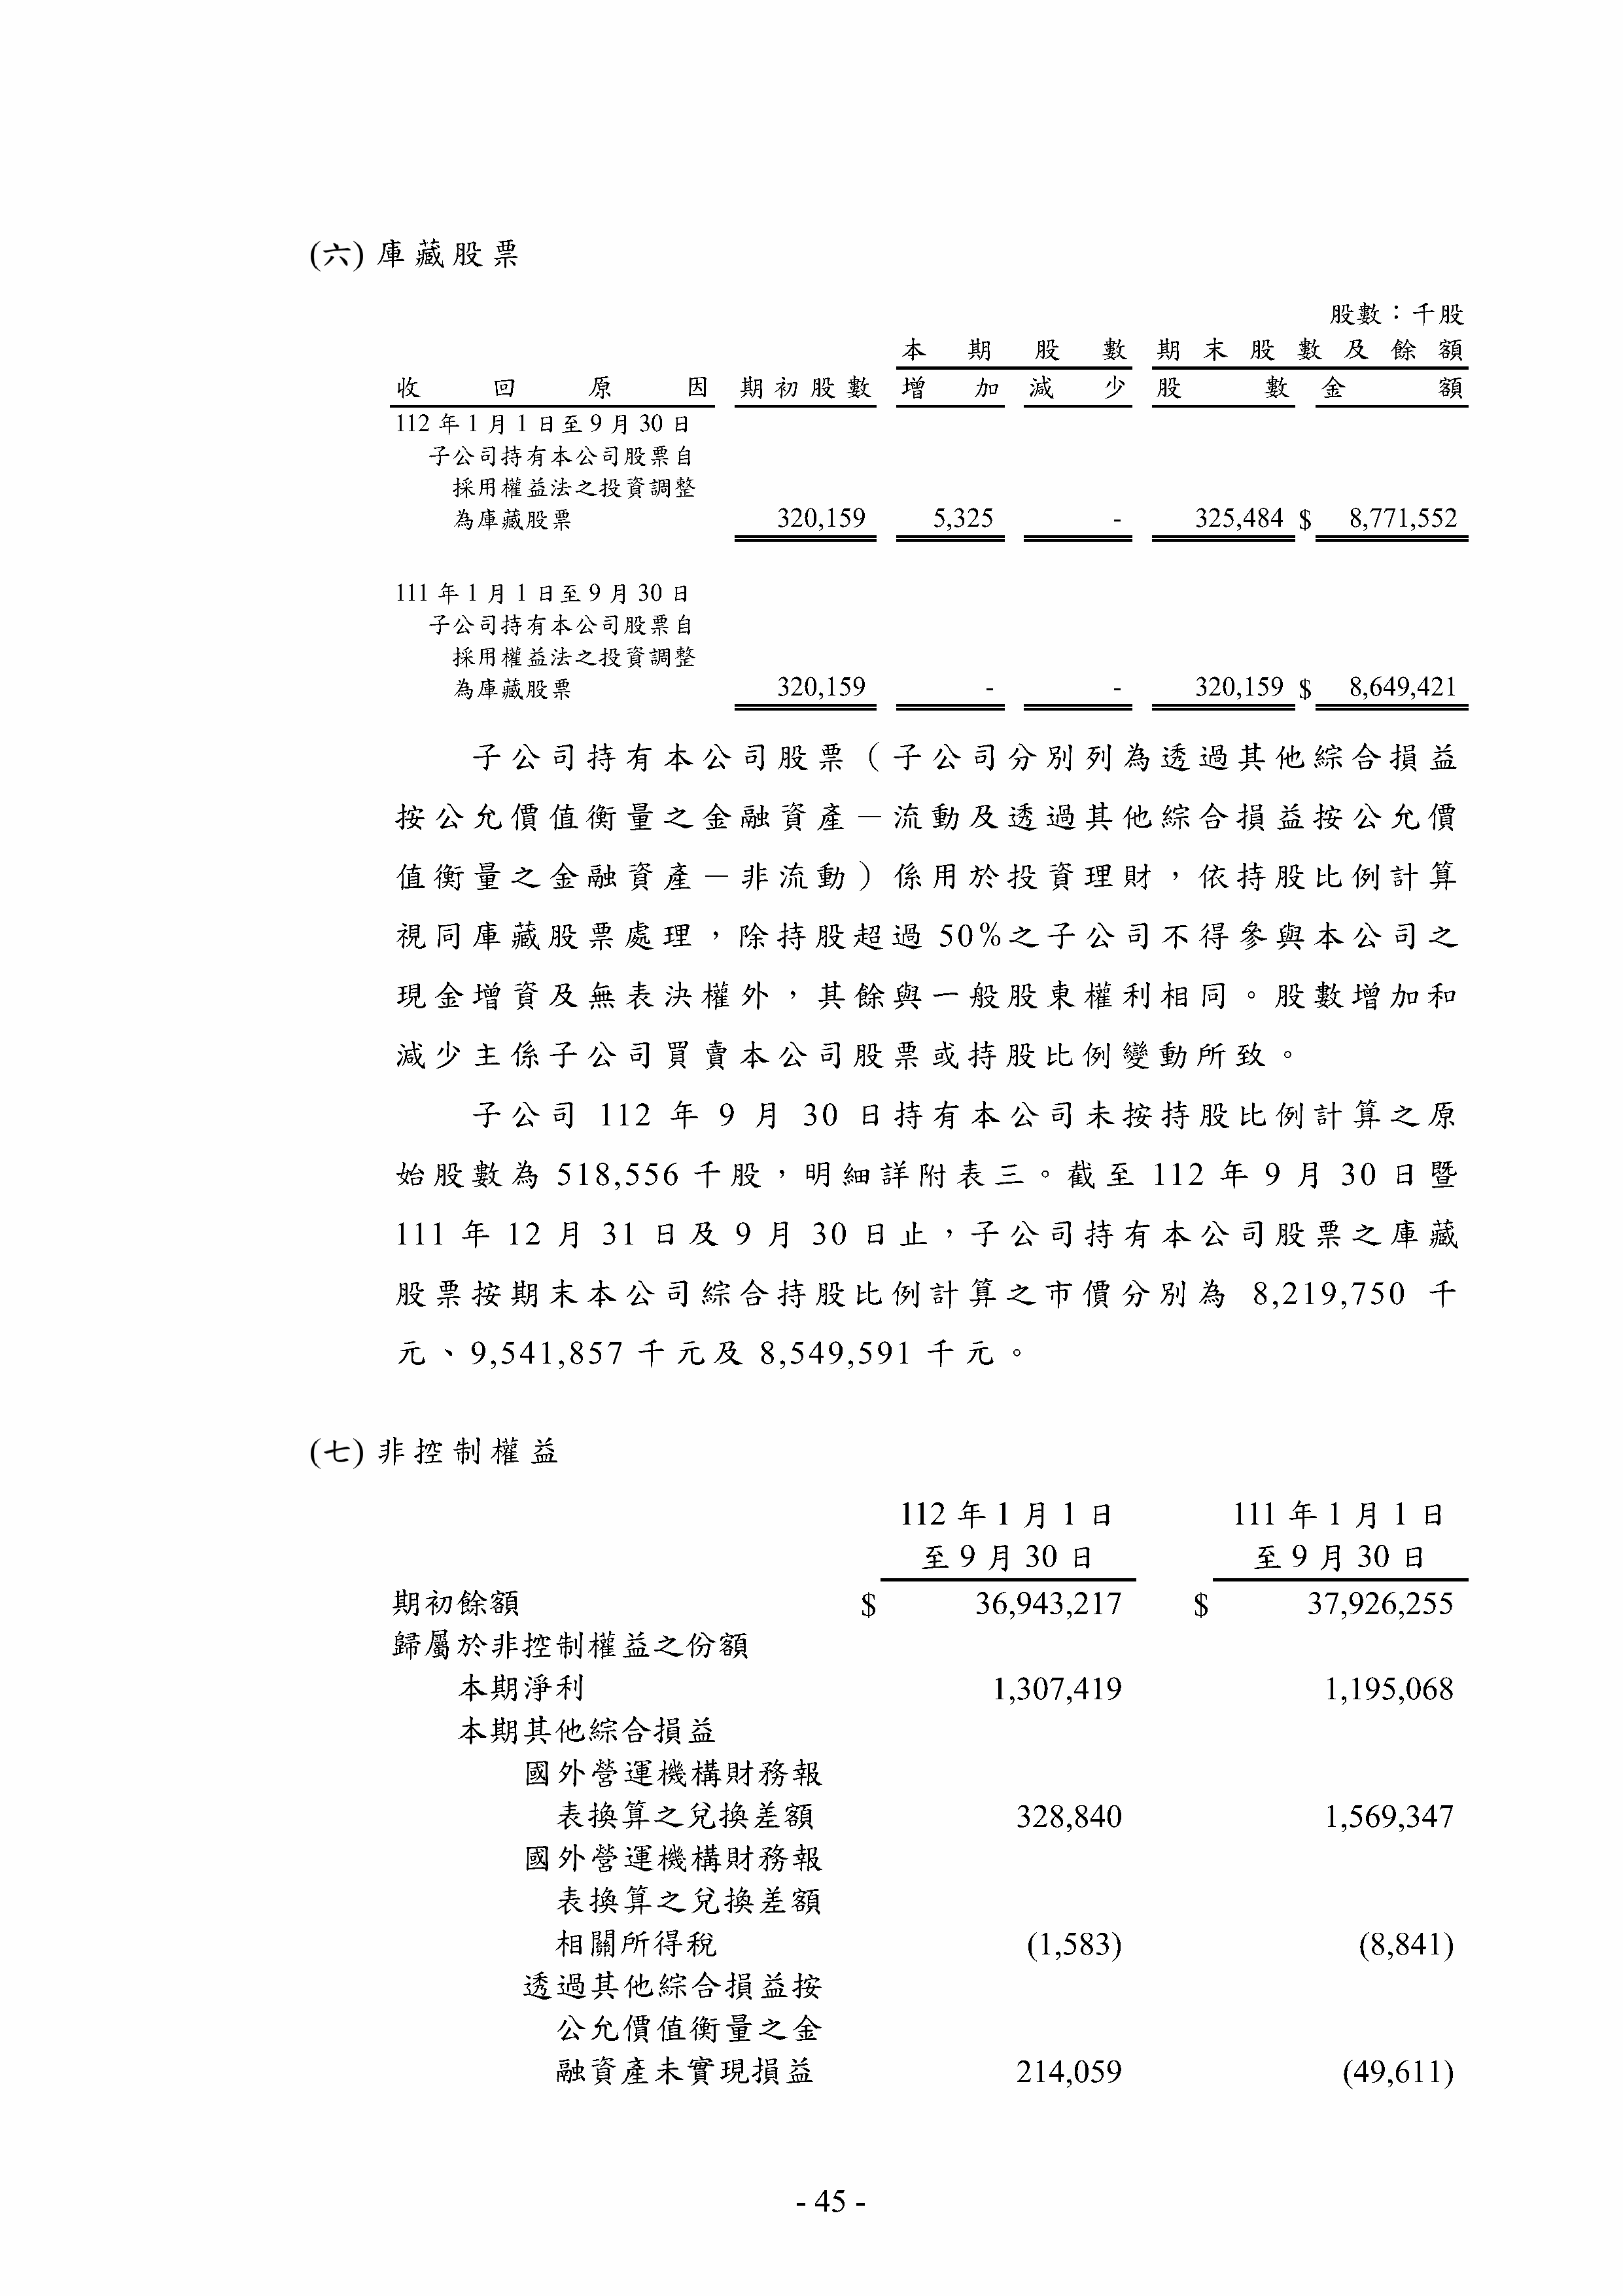 (六) 庫藏股票
股數：千股
本期股數 期末股數及餘額
收回原因 期初股數 增加 減少 股數 金額
112 年 1 月 1 日至 9 月 30 日
子公司持有本公司股票自
採用權益法之投資調整
為庫藏股票 320,159 5,325 - 325,484 $ 8,771,552
111 年 1 月 1 日至 9 月 30 日
子公司持有本公司股票自
採用權益法之投資調整
為庫藏股票 320,159 - - 320,159 $ 8,649,421
子公司持有本公司股票（子公司分別列為透過其他綜合損益
按公允價值衡量之金融資產－流動及透過其他綜合損益按公允價
值衡量之金融資產－非流動）係用於投資理財，依持股比例計算
視同庫藏股票處理，除持股超過 50%之子公司不得參與本公司之
現金增資及無表決權外，其餘與一般股東權利相同。股數增加和
減少主係子公司買賣本公司股票或持股比例變動所致。
子公司 112 年 9 月 30 日持有本公司未按持股比例計算之原
始股數為 518,556 千股，明細詳附表三。截至 112 年 9 月 30 日暨
111 年 12 月 31 日及 9 月 30 日止，子公司持有本公司股票之庫藏
股票按期末本公司綜合持股比例計算之市價分別為 8,219,750 千
元、9,541,857 千元及 8,549,591 千元。
(七) 非控制權益
112 年 1 月 1 日 111 年 1 月 1 日
至 9 月 30 日 至 9 月 30 日
期初餘額 $ 36,943,217 $ 37,926,255
歸屬於非控制權益之份額
本期淨利 1,307,419 1,195,068
本期其他綜合損益
國外營運機構財務報
表換算之兌換差額 328,840 1,569,347
國外營運機構財務報
表換算之兌換差額
相關所得稅 (1,583) (8,841)
透過其他綜合損益按
公允價值衡量之金
融資產未實現損益 214,059 (49,611)
- 45 -